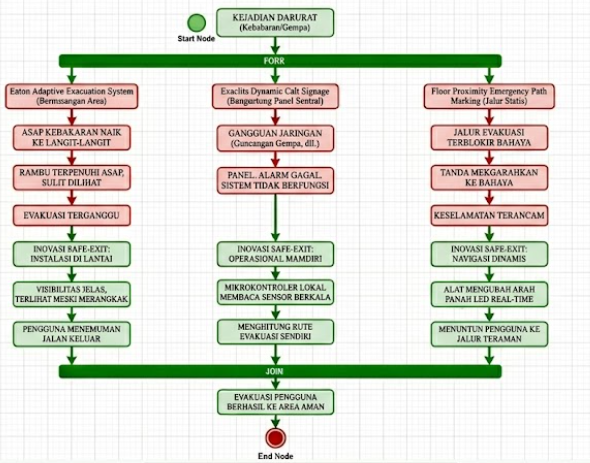 KEJADIAN DARURAT
(Kebabaran/Gempa)
Start Node
FORR
Eaton Adaptive Exacuation System
(Bermssangan Area)
Exaclits Dynamic Calt Signage
(Bangurtung Panel Sentral)
Floor Proximity Emergency Path
Marking (Jalur Statis)
ASAP KEBAKARAN NAIK
KE LANGIT-LANGIT
GANGGUAN JARINGAN
(Guncangan Gempa, dll.)
JALUR EVAKUASI
TERBLOKIR BAHAYA
RAMBU TERPENUHI ASAP,
SULIT DILIHAT
PANEL. ALARM GAGAL,
SISTEM TIDAK BERFUNGSI
TANDA MEKGARAHKAN
KE BAHAYA
EVAKUASI TERGANGGU
KESELAMATAN TERANCAM
INOVASI SAFE-EXIT:
INSTALASI DI LANTAI
INOVASI SAFE-EXIT:
OPERASIONAL MAMDIRI
INOVASI SAFE-EXIT:
NAVIGASI DINAMIS
VISIBILITAS JELAS,
TERLIHAT MESKI MERANGKAK
MIKROKONTROLER LOKAL
MEMBACA SENSOR BERKALA
ALAT MENGUBAH ARAH
PANAH LED REAL-TIME
PENGGUNA MENEMUMAN
JALAN KELUAR
MENGHITUNG RUTE
EVAKUASI SENDIRI
MENUNTUN PENGGUNA KE
JALUR TERAMAN
JOIN
EVAKUASI PENGGUNA
BERHASIL KE AREA AMAN
End Node